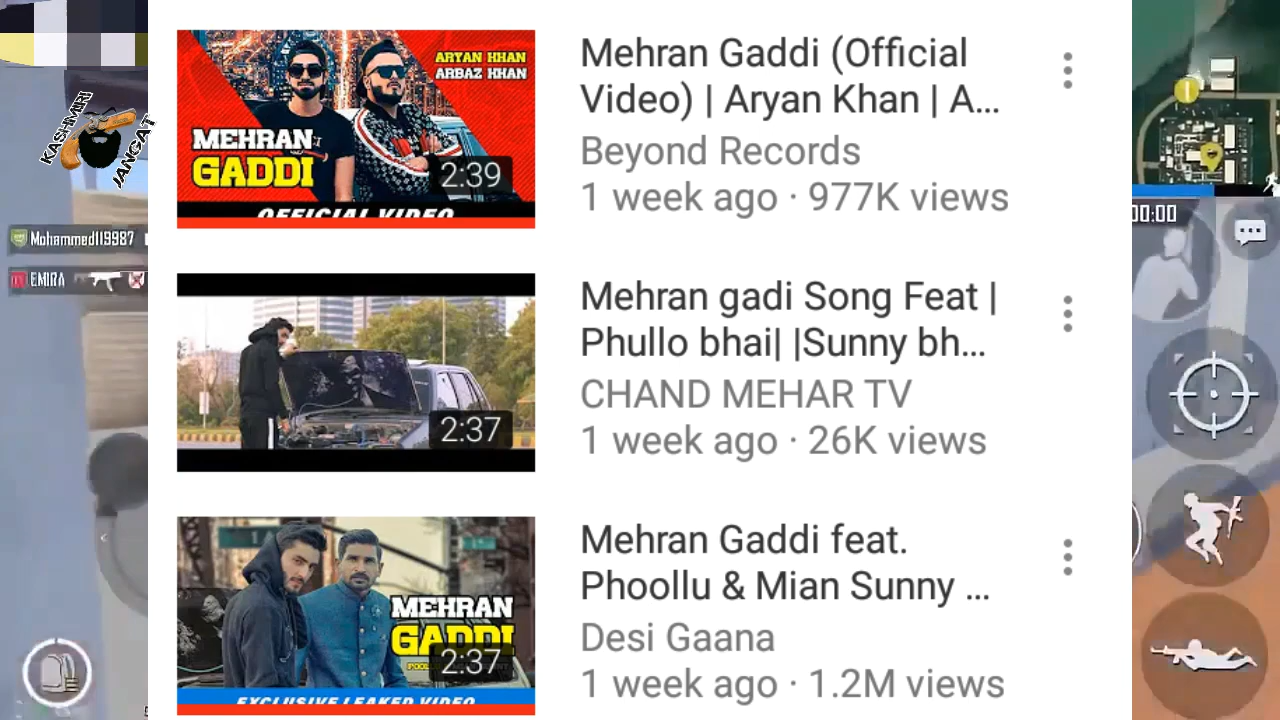 KASHMIRI
JANGAT
Mohammed119987
EMIRA
ARYAN KHAN
ARBAZ KHAN
MEHRAN
GADDI
2:39
OFFICIAL VIDEO
Mehran Gaddi (Official
Video) | Aryan Khan | A...
Beyond Records
1 week ago · 977K views
2:37
Mehran gadi Song Feat |
Phullo bhai| |Sunny bh...
CHAND MEHAR TV
1 week ago · 26K views
MEHRAN
GADDI
2:37
EXCLUSIVE LEAKED VIDEO
Mehran Gaddi feat.
Phoollu & Mian Sunny ...
Desi Gaana
1 week ago · 1.2M views
00:00